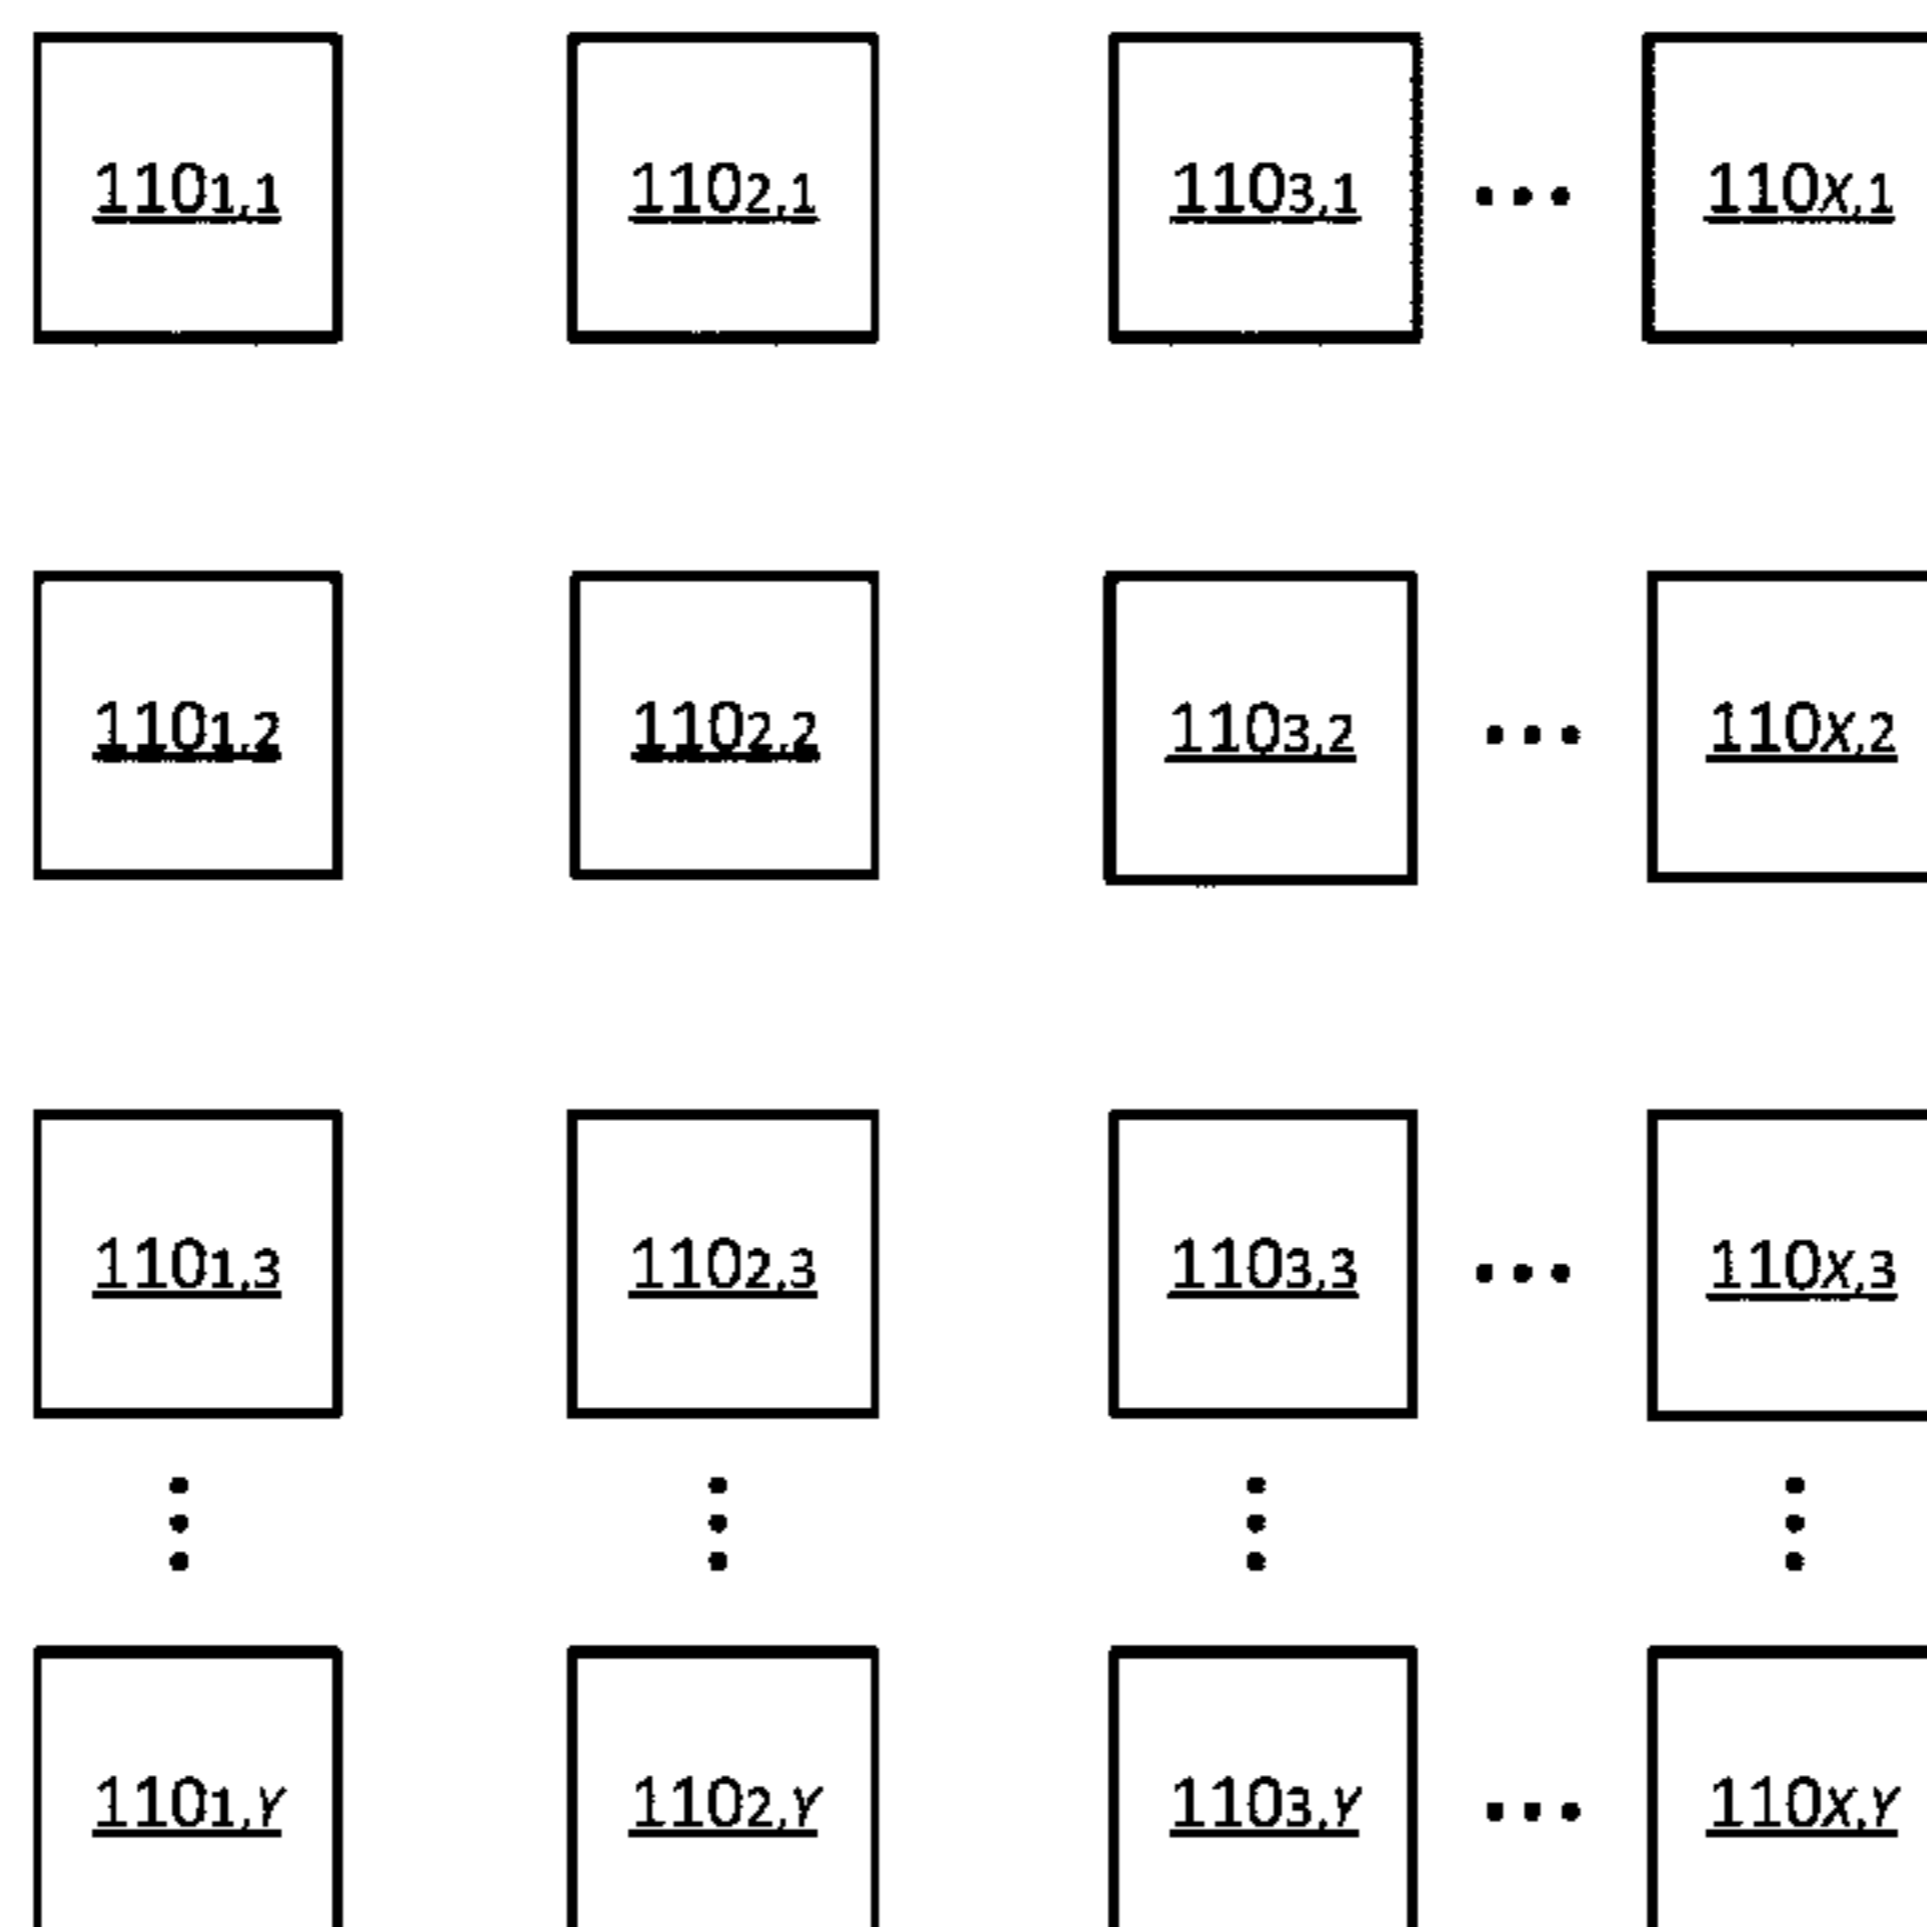 1101,1 1102,1 1103,1 ••• 110X,1
1101,2 1102,2 1103,2 ••• 110X,2
1101,3 1102,3 1103,3 ••• 110X,3
1101,Y 1102,Y 1103,Y ••• 110X,Y